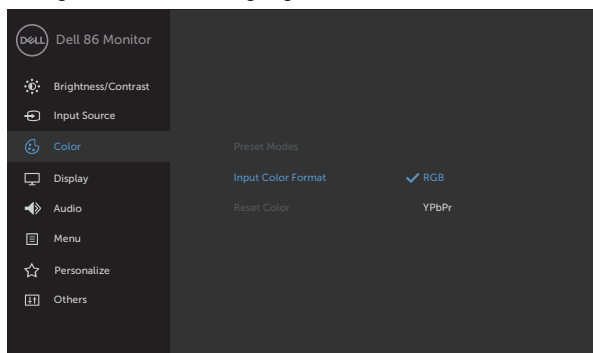 DELL
Dell 86 Monitor
Brightness/Contrast
Input Source
Color
Preset Modes
Display
Input Color Format
RGB
Audio
Reset Color
YPbPr
Menu
Personalize
Others